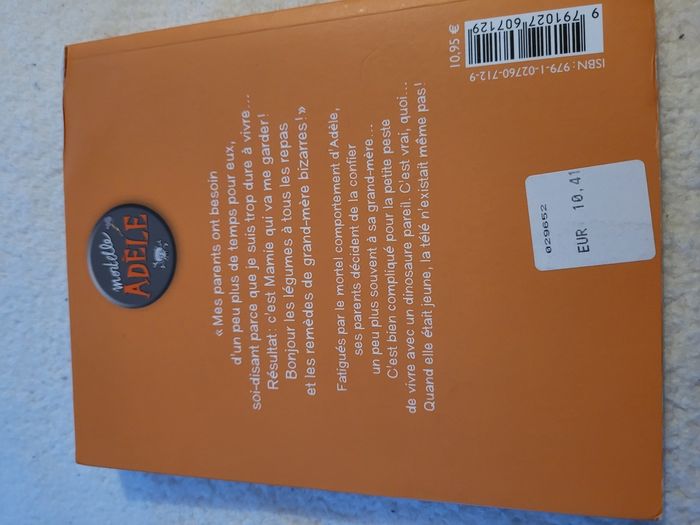 mortelle
ADÈLE
« Mes parents ont besoin
d'un peu plus de temps pour eux,
soi-disant parce que je suis trop dure à vivre...
Résultat : c'est Mamie qui va me garder !
Bonjour les légumes à tous les repas
et les remèdes de grand-mère bizarres ! »
Fatigués par le mortel comportement d'Adèle,
ses parents décident de la confier
un peu plus souvent à sa grand-mère...
C'est bien compliqué pour la petite peste
de vivre avec un dinosaure pareil. C'est vrai, quoi...
Quand elle était jeune, la télé n'existait même pas !
029652
EUR 10,41
10,95 €
9 791027 607129
ISBN : 979-1-02760-712-9